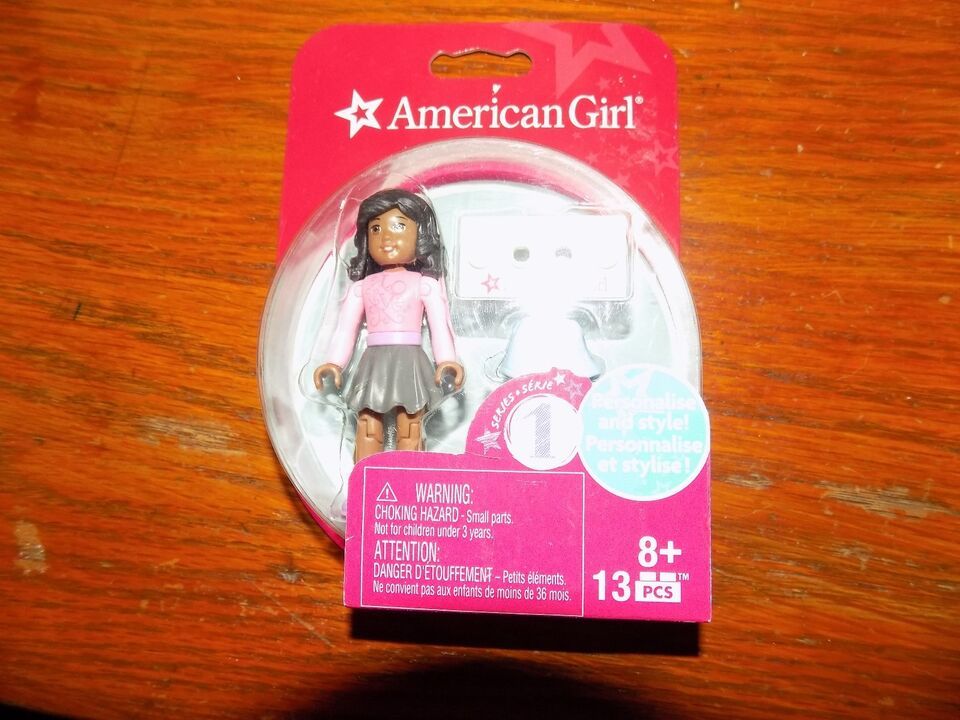 American Girl®
SERIES • SÉRIE
1
Personalise
and style!
Personnalise
et stylise!
WARNING:
CHOKING HAZARD - Small parts.
Not for children under 3 years.
ATTENTION:
DANGER D'ÉTOUFFEMENT – Petits éléments.
Ne convient pas aux enfants de moins de 36 mois.
8+
13 PCS™